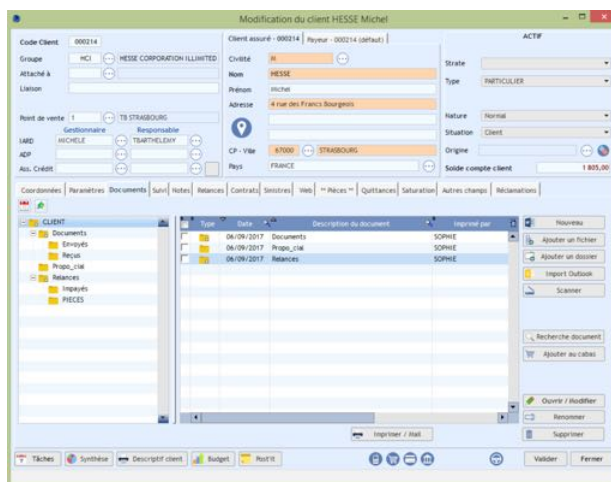 Modification du client HESSE Michel
Code Client 000214
Groupe HCI HESSE CORPORATION ILLIMITED
Attaché à
Liaison
Point de vente 1 TB STRASBOURG
Gestionnaire Responsable
IARD MICHELE TBARTHELEMY
ADP
Ass. Crédit
Client assuré - 000214 Payeur - 000214 (défaut)
Civilité M
Nom HESSE
Prénom Michel
Adresse 4 rue des Francs Bourgeois
CP - Ville 67000 STRASBOURG
Pays FRANCE
ACTIF
Strate
Type PARTICULIER
Nature Normal
Situation Client
Origine
Solde compte client 1 805,00
Coordonnées Paramètres Documents Suivi Notes Relances Contrats Sinistres Web ** Pièces ** Quittances Saturation Autres champs Réclamations
CLIENT
Documents
Envoyés
Reçus
Propo_cial
Relances
Impayés
PIECES
Type Date Description du document Imprimé par
06/09/2017 Documents SOPHIE
06/09/2017 Propo_cial SOPHIE
06/09/2017 Relances SOPHIE
Nouveau
Ajouter un fichier
Ajouter un dossier
Import Outlook
Scanner
Recherche document
Ajouter au cabas
Ouvrir / Modifier
Renommer
Supprimer
Imprimer / Mail
Tâches Synthèse Descriptif client Budget Post'it Valider Fermer